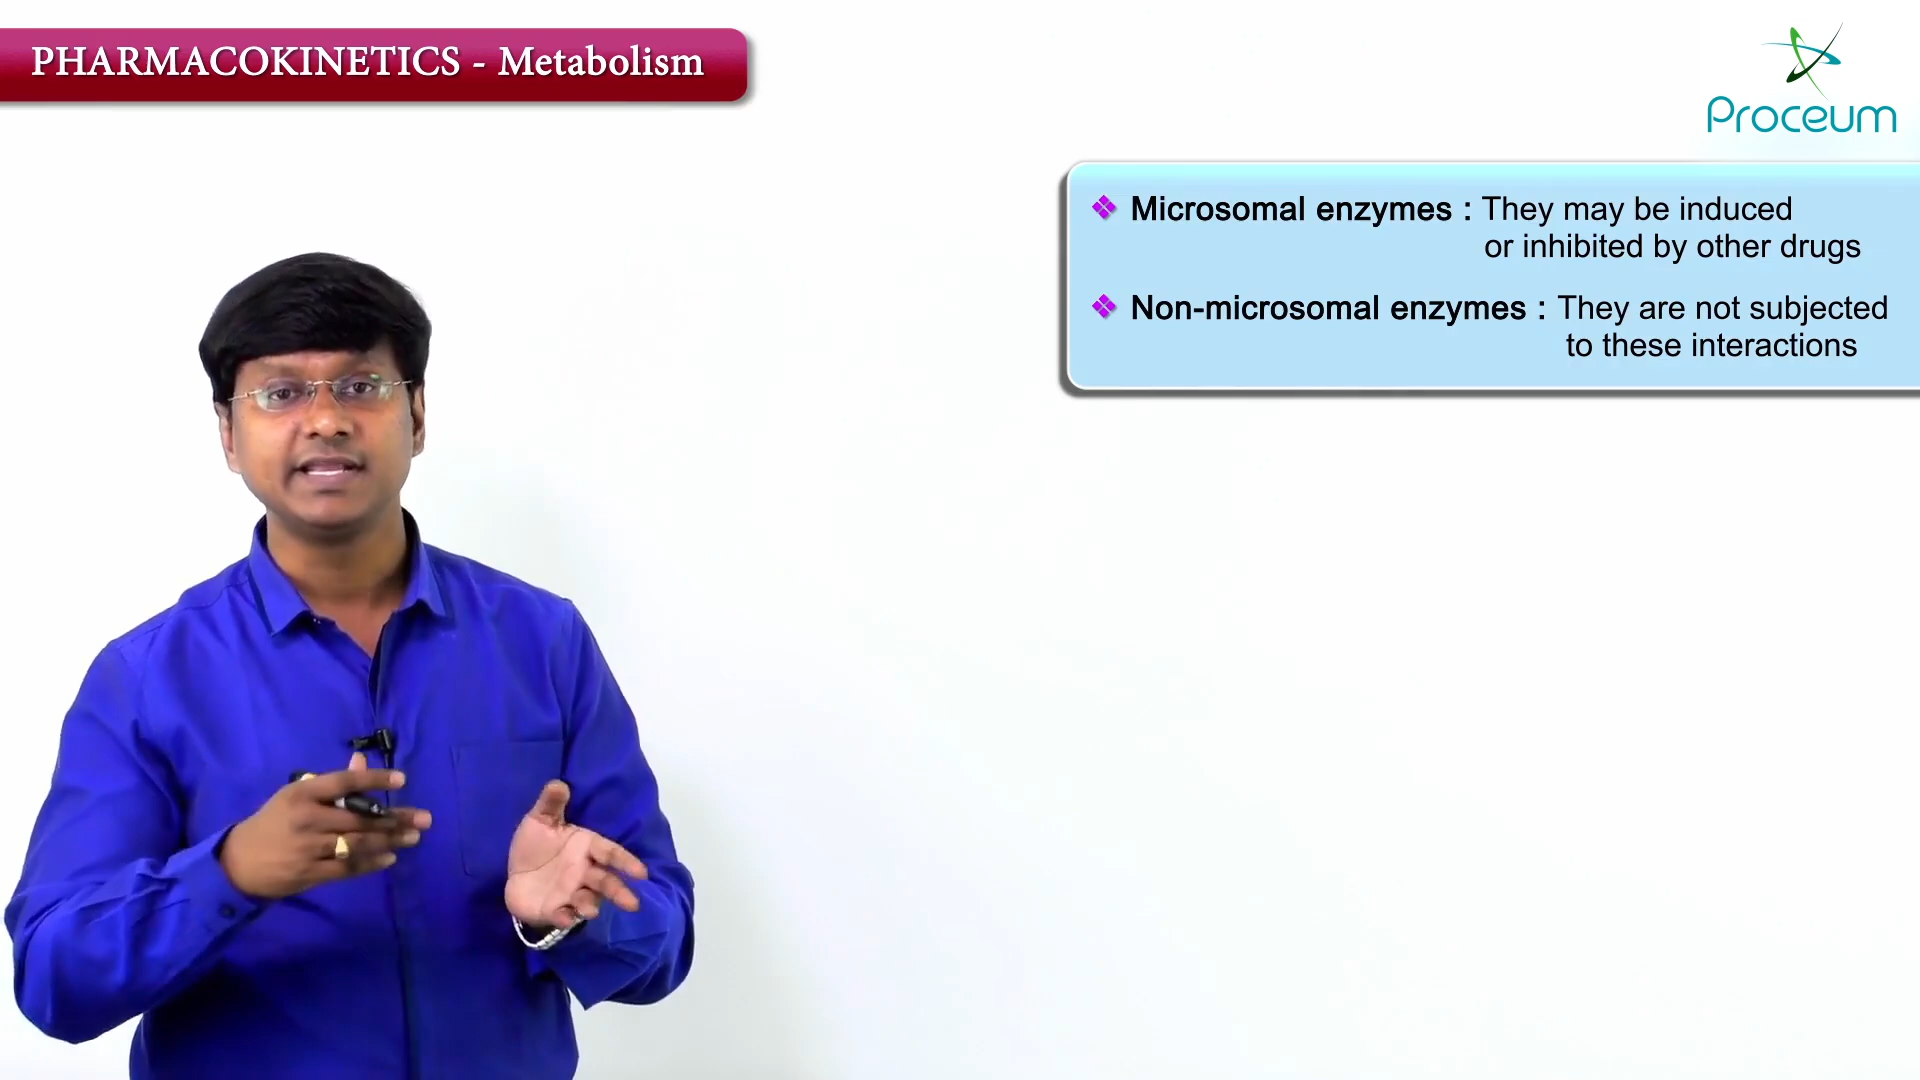 PHARMACOKINETICS - Metabolism
Proceum
❖ Microsomal enzymes : They may be induced
or inhibited by other drugs
❖ Non-microsomal enzymes : They are not subjected
to these interactions